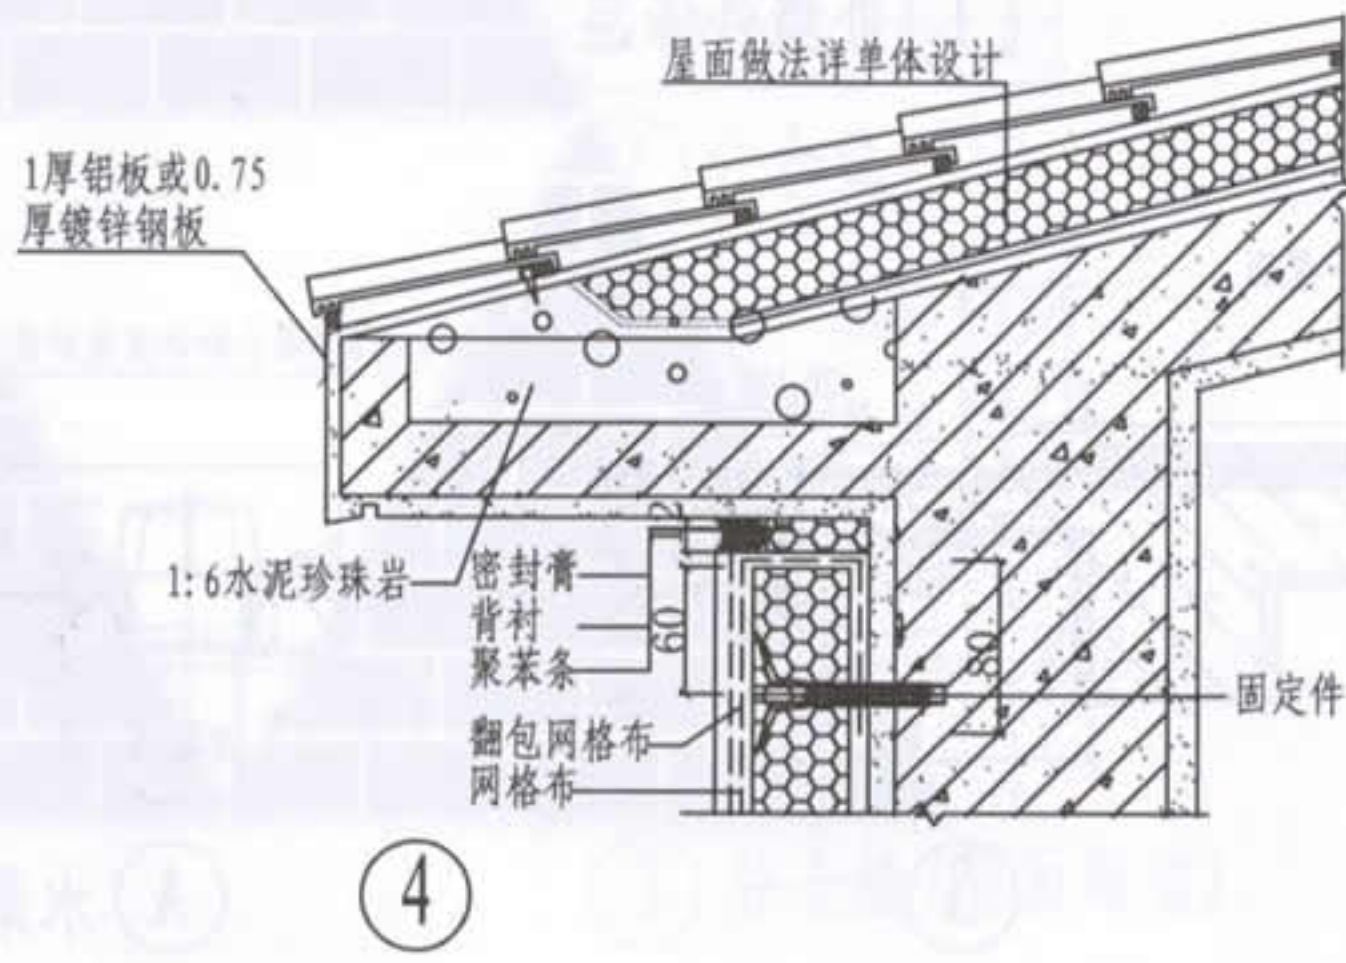 屋面做法详单体设计
1厚铝板或0.75
厚镀锌钢板
1:6水泥珍珠岩
密封膏
背衬
聚苯条
60
80
翻包网格布
网格布
固定件
4